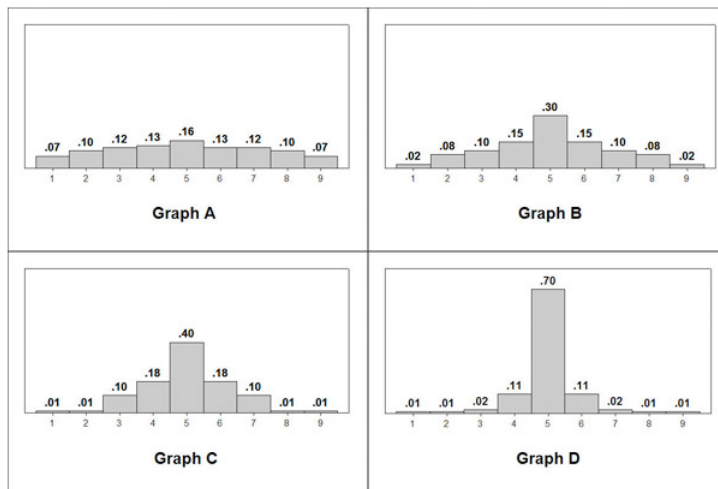 .07 .10 .12 .13 .16 .13 .12 .10 .07
1 2 3 4 5 6 7 8 9
Graph A
.02 .08 .10 .15 .30 .15 .10 .08 .02
1 2 3 4 5 6 7 8 9
Graph B
.01 .01 .10 .18 .40 .18 .10 .01 .01
1 2 3 4 5 6 7 8 9
Graph C
.01 .01 .02 .11 .70 .11 .02 .01 .01
1 2 3 4 5 6 7 8 9
Graph D